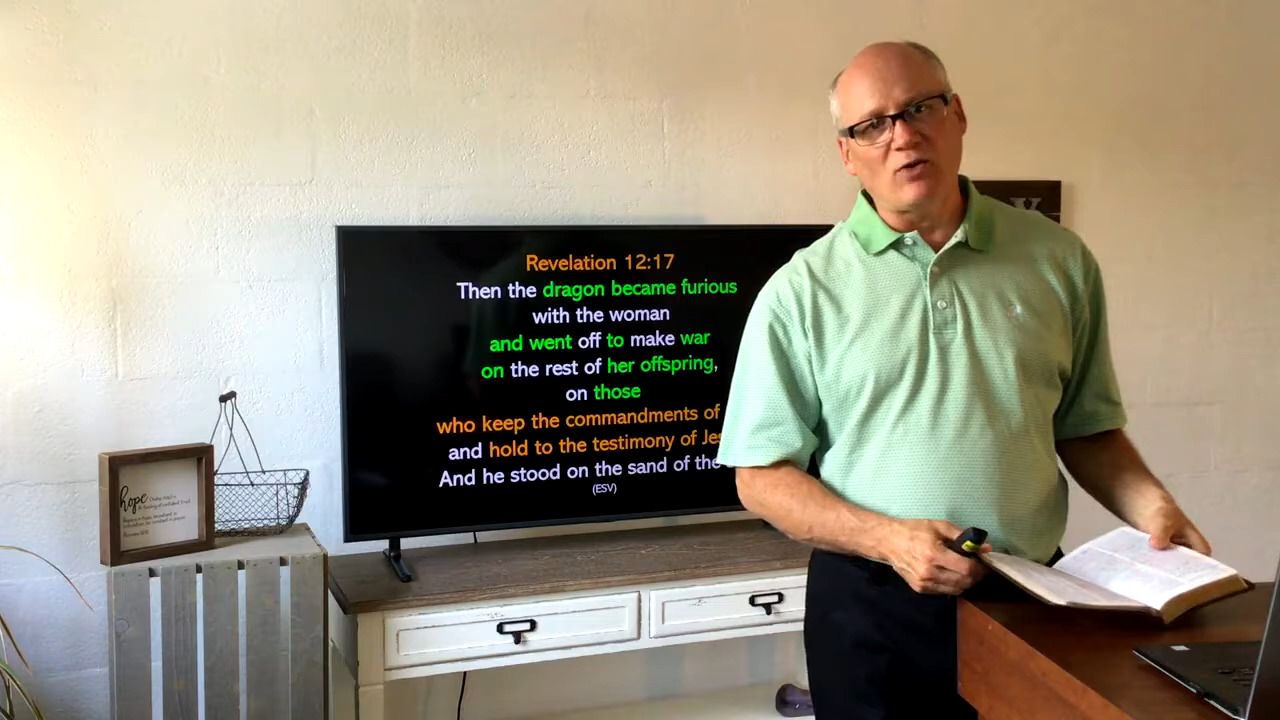 Revelation 12:17
Then the dragon became furious
with the woman
and went off to make war
on the rest of her offspring,
on those
who keep the commandments of
and hold to the testimony of Jes
And he stood on the sand of the
(ESV)
hope